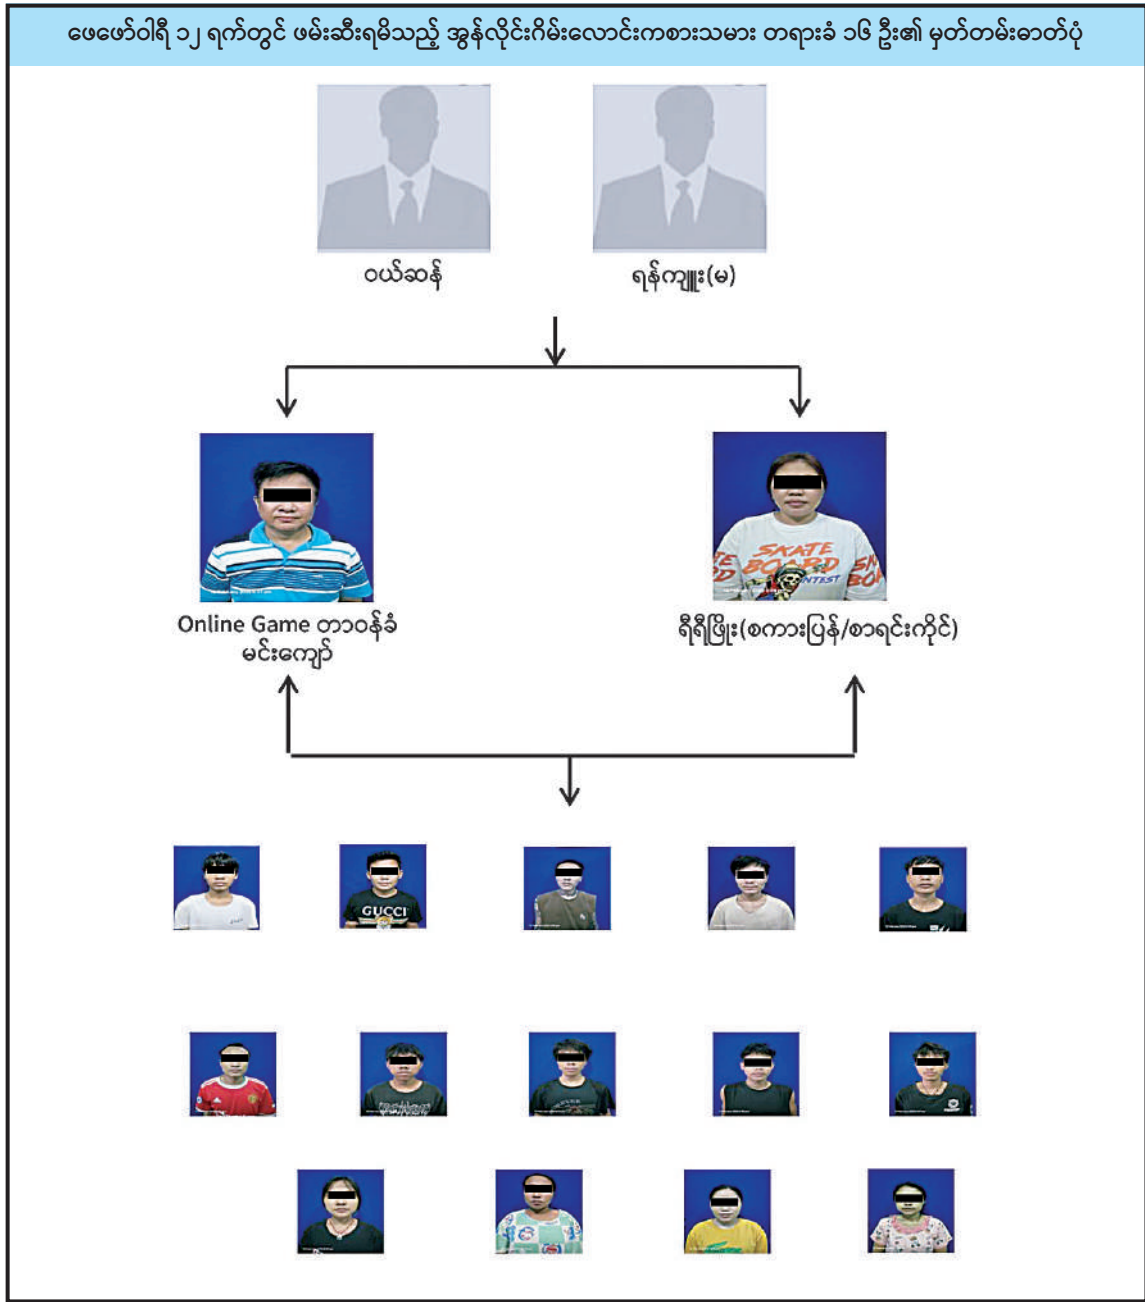 ဖေဖော်ဝါရီ ၁၂ ရက်တွင် ဖမ်းဆီးရမိသည့် အွန်လိုင်းဂိမ်းလောင်းကစားသမား တရားခံ ၁၆ ဦး၏ မှတ်တမ်းဓာတ်ပုံ
ဝယ်ဆန်
ရန်ကျူး(မ)
SKATE
BOARD
Online Game တာဝန်ခံ
မင်းကျော်
ရီရီဖြိုး(စကားပြန်/စာရင်းကိုင်)
GUCCI